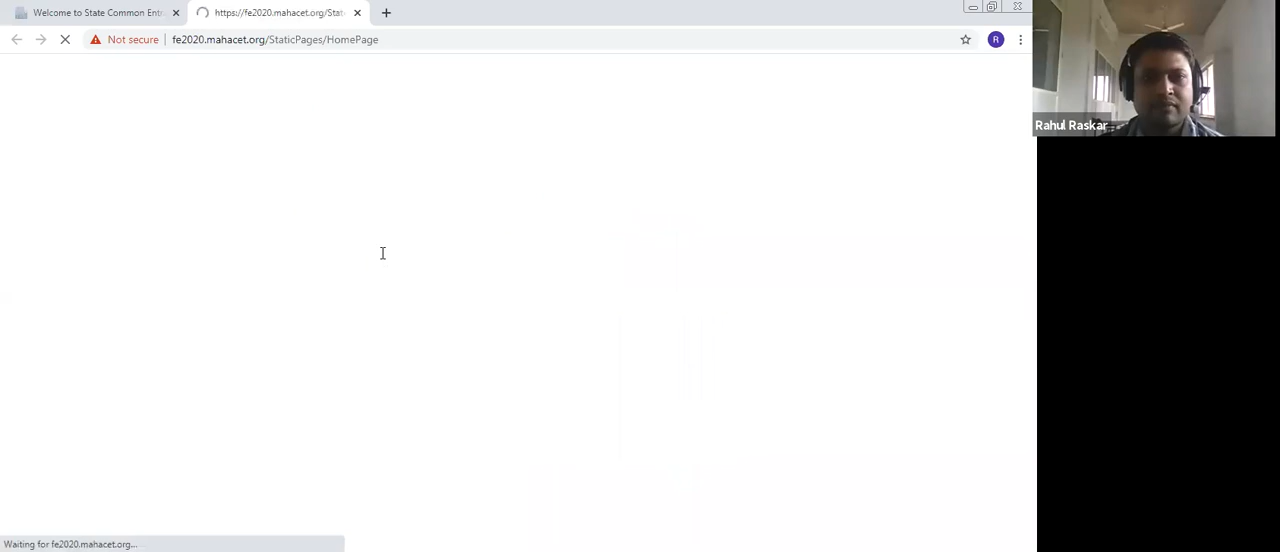 Welcome to State Common Entr
https://fe2020.mahacet.org/Stat
Not secure
fe2020.mahacet.org/StaticPages/HomePage
R
Rahul Raskar
Waiting for fe2020.mahacet.org...